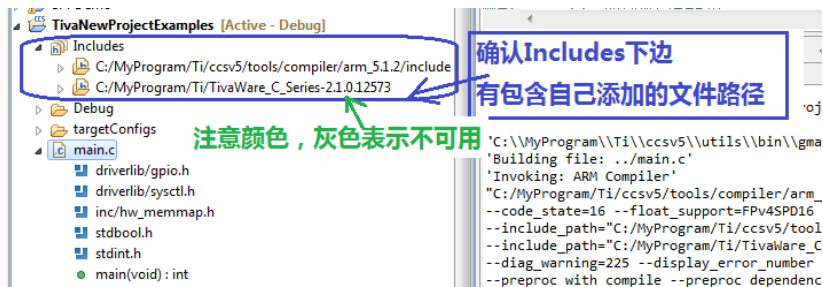 TivaNewProjectExamples [Active - Debug]
Includes
C:/MyProgram/Ti/ccsv5/tools/compiler/arm_5.1.2/include
C:/MyProgram/Ti/TivaWare_C_Series-2.1.0.12573
Debug
targetConfigs
main.c
driverlib/gpio.h
driverlib/sysctl.h
inc/hw_memmap.h
stdbool.h
stdint.h
main(void) : int
确认Includes下边
有包含自己添加的文件路径
注意颜色，灰色表示不可用
'C:\\MyProgram\\Ti\\ccsv5\\utils\\bin\\gma
'Building file: ../main.c'
'Invoking: ARM Compiler'
"C:/MyProgram/Ti/ccsv5/tools/compiler/arm_
--code_state=16 --float_support=FPv4SPD16
--include_path="C:/MyProgram/Ti/ccsv5/tool
--include_path="C:/MyProgram/Ti/TivaWare_C
--diag_warning=225 --display_error_number
--preproc_with_compile --preproc_dependenc